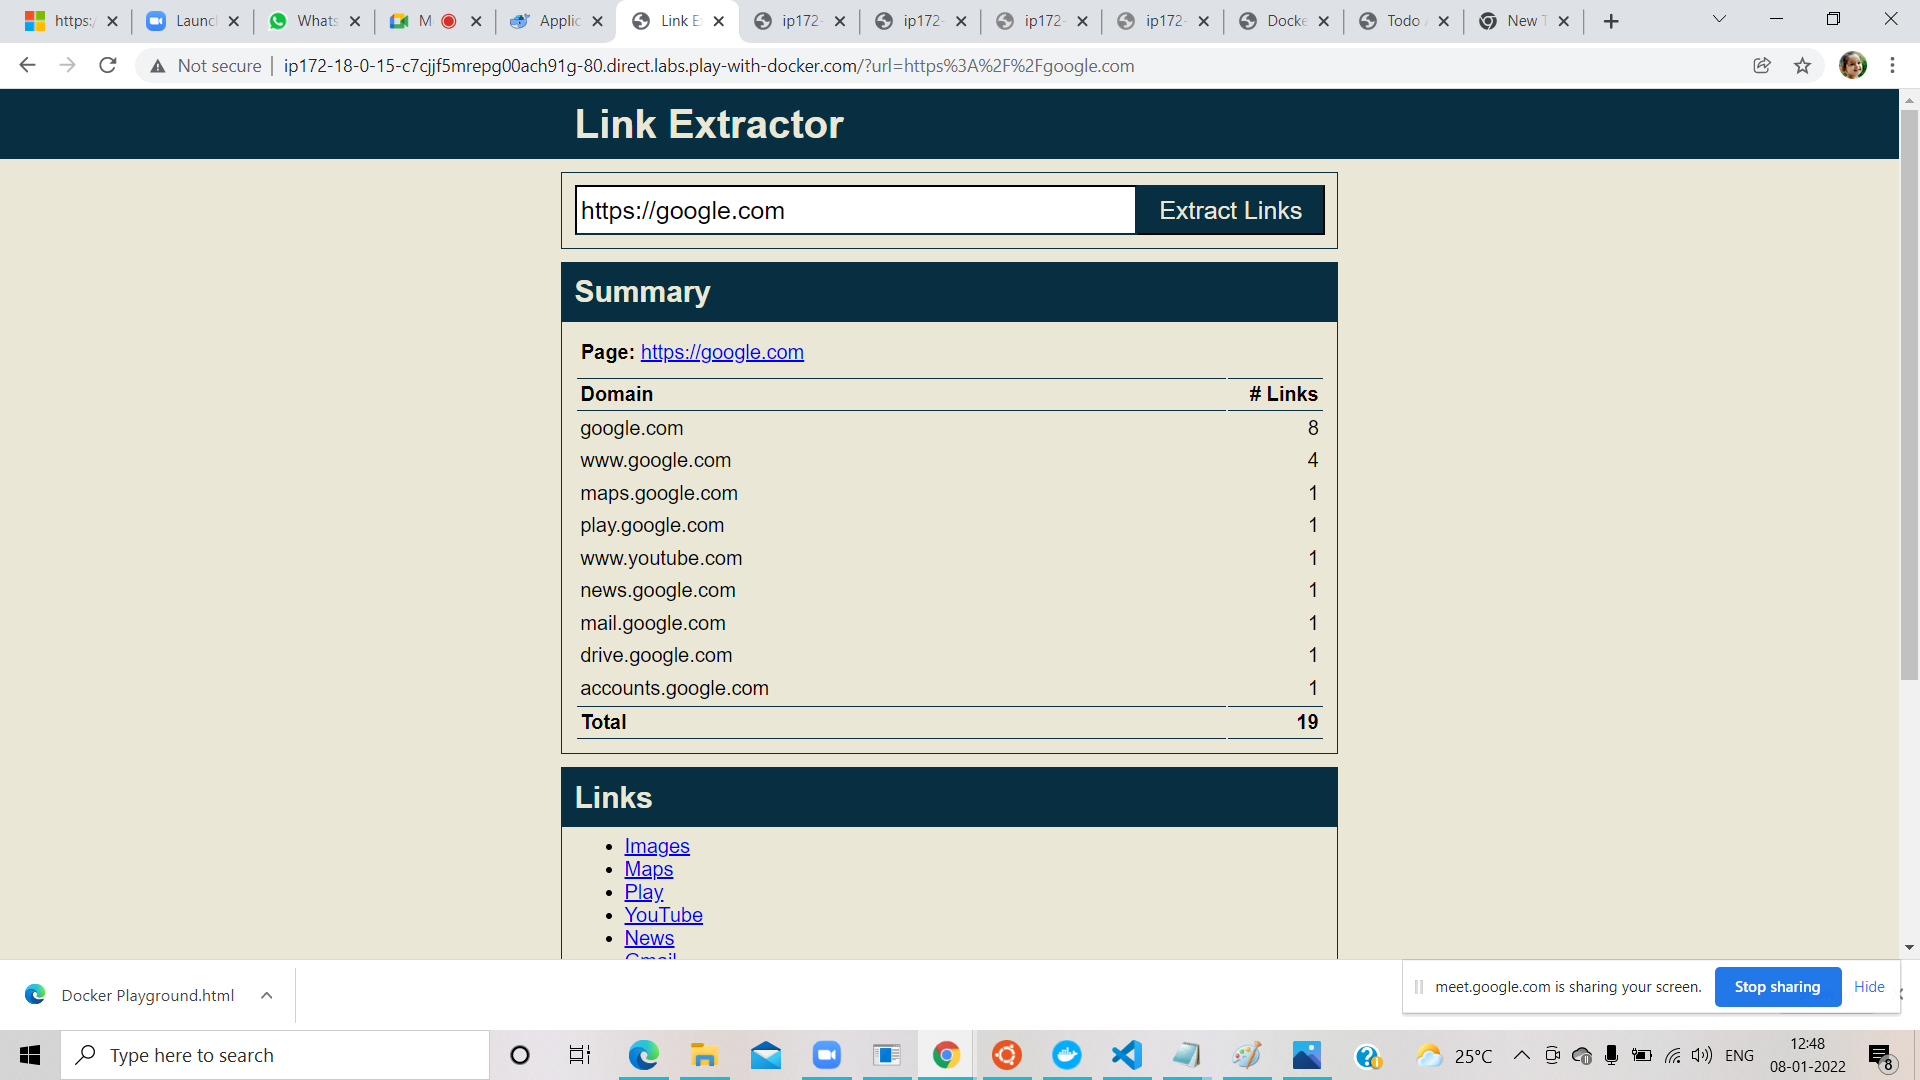 https:/
Launc
Whats
M
Applic
Link E
ip172-
ip172-
ip172-
ip172-
Docke
Todo
New T
Not secure
ip172-18-0-15-c7cjjf5mrepg00ach91g-80.direct.labs.play-with-docker.com/?url=https%3A%2F%2Fgoogle.com
Link Extractor
https://google.com
Extract Links
Summary
Page: https://google.com
Domain # Links
google.com 8
www.google.com 4
maps.google.com 1
play.google.com 1
www.youtube.com 1
news.google.com 1
mail.google.com 1
drive.google.com 1
accounts.google.com 1
Total 19
Links
Images
Maps
Play
YouTube
News
Gmail
Docker Playground.html
meet.google.com is sharing your screen.
Stop sharing
Hide
Type here to search
25°C
ENG
12:48
08-01-2022
8